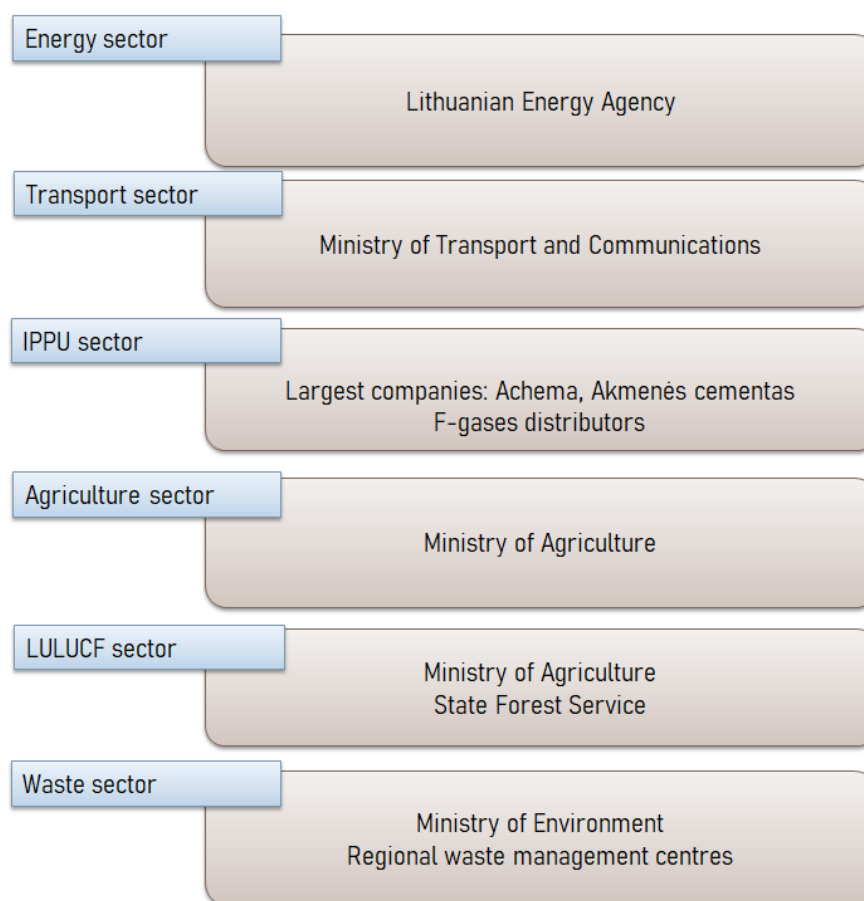 Energy sector
Lithuanian Energy Agency
Transport sector
Ministry of Transport and Communications
IPPU sector
Largest companies: Achema, Akmenės cementas
F-gases distributors
Agriculture sector
Ministry of Agriculture
LULUCF sector
Ministry of Agriculture
State Forest Service
Waste sector
Ministry of Environment
Regional waste management centres